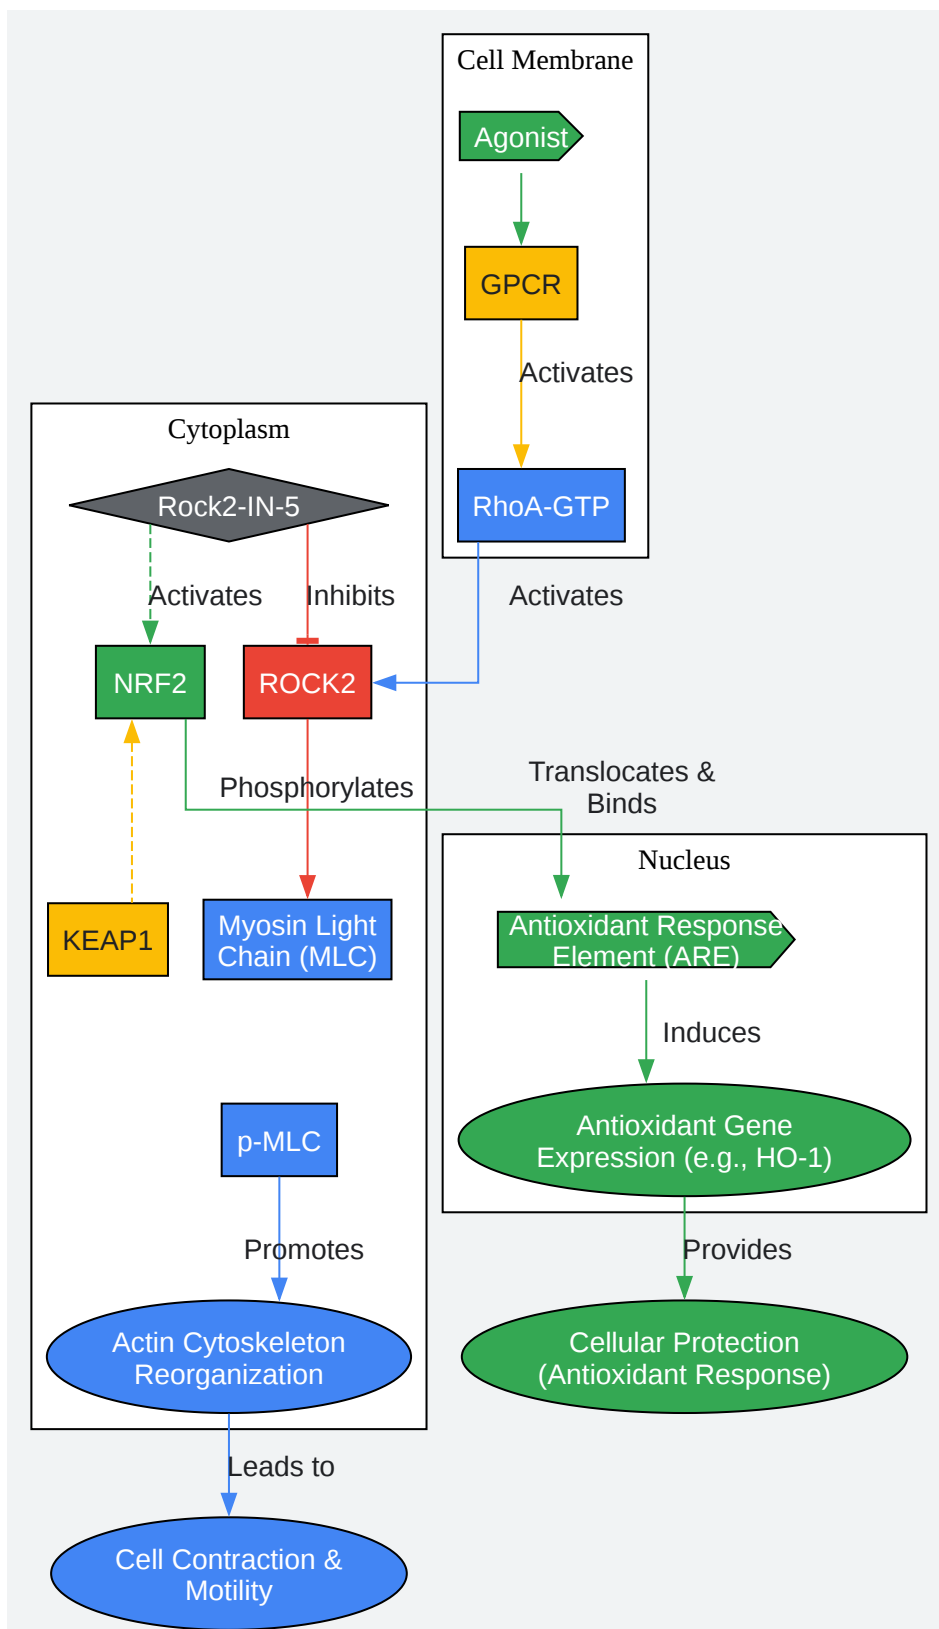 Cell Membrane
Agonist
GPCR
Activates
RhoA-GTP
Activates
Cytoplasm
Rock2-IN-5
Activates
Inhibits
NRF2
ROCK2
Phosphorylates
KEAP1
Myosin Light
Chain (MLC)
p-MLC
Promotes
Actin Cytoskeleton
Reorganization
Leads to
Cell Contraction &
Motility
Translocates &
Binds
Nucleus
Antioxidant Response
Element (ARE)
Induces
Antioxidant Gene
Expression (e.g., HO-1)
Provides
Cellular Protection
(Antioxidant Response)